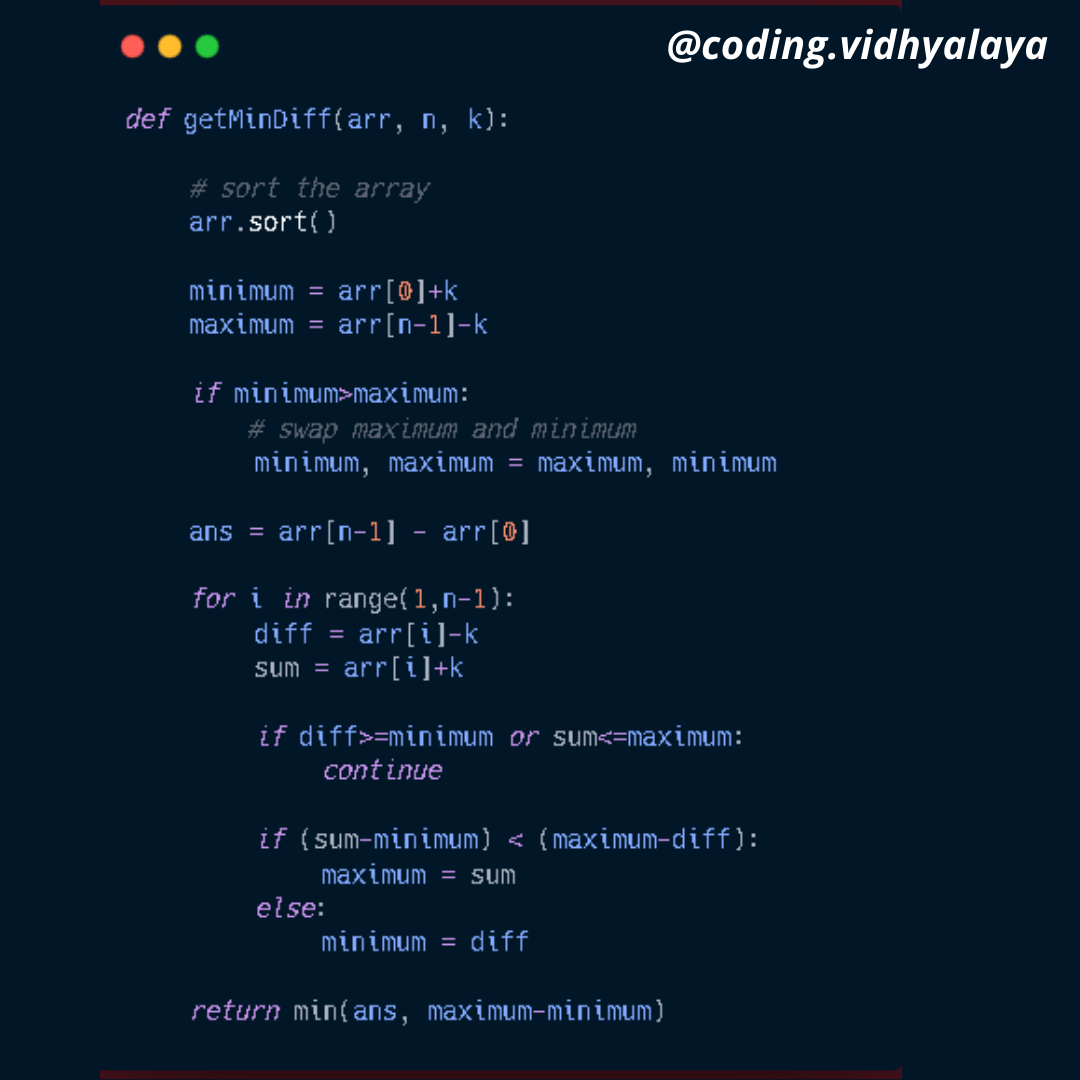 @coding.vidhyalaya
def getMinDiff(arr, n, k):
# sort the array
arr.sort()
minimum = arr[0]+k
maximum = arr[n-1]-k
if minimum>maximum:
# swap maximum and minimum
minimum, maximum = maximum, minimum
ans = arr[n-1] - arr[0]
for i in range(1,n-1):
diff = arr[i]-k
sum = arr[i]+k
if diff>=minimum or sum<=maximum:
continue
if (sum-minimum) < (maximum-diff):
maximum = sum
else:
minimum = diff
return min(ans, maximum-minimum)